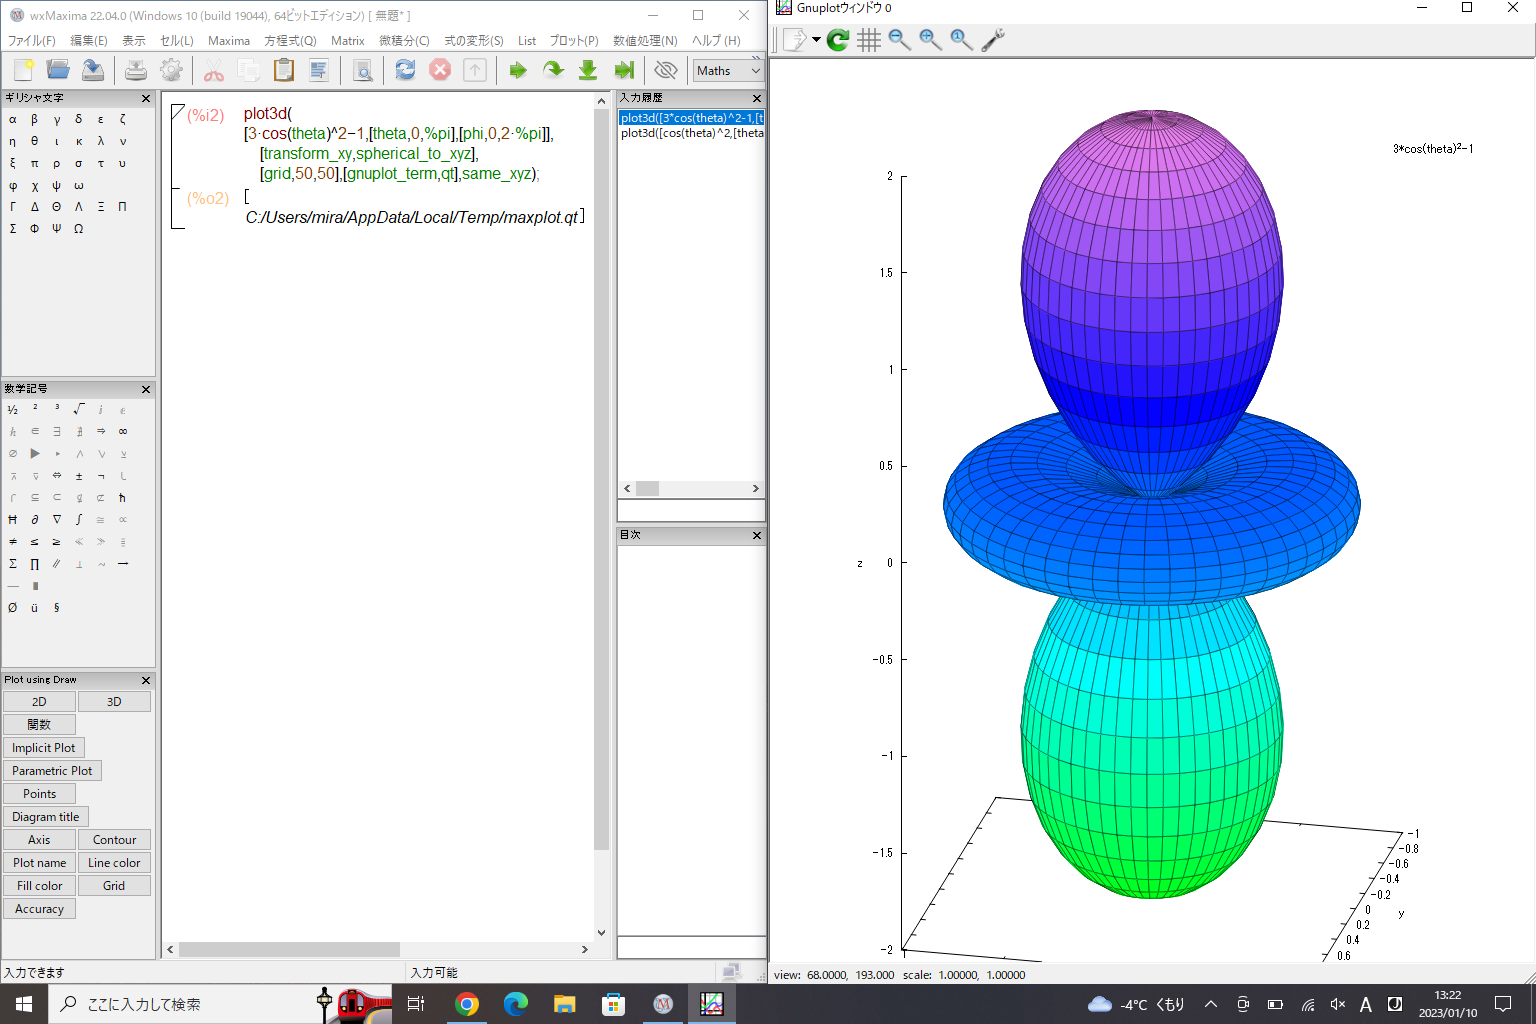 wxMaxima 22.04.0 (Windows 10 (build 19044), 64ビットエディション) [ 無題* ]
ファイル(F) 編集(E) 表示 セル(L) Maxima 方程式(Q) Matrix 微積分(C) 式の変形(S) List プロット(P) 数値処理(N) ヘルプ (H)
Maths
ギリシャ文字
α β γ δ ε ζ
η θ ι κ λ ν
ξ π ρ σ τ υ
φ χ ψ ω
Γ Δ Θ Λ Ξ Π
Σ Φ Ψ Ω
数学記号
½ ² ³ √ i e
ħ ∈ ∃ ∄ ⇒ ∞
⇔ ± ¬
⊆ ⊂ ⊄ ħ
Ħ ∂ ∇ ∫ ≅ ∝
≠ ≤ ≥ ≪ ≫
Σ ∏ ∥ ⊥ ~ →
Ø ü §
Plot using Draw
2D 3D
関数
Implicit Plot
Parametric Plot
Points
Diagram title
Axis Contour
Plot name Line color
Fill color Grid
Accuracy
(%i2) plot3d(
[3·cos(theta)^2−1,[theta,0,%pi],[phi,0,2·%pi]],
[transform_xy,spherical_to_xyz],
[grid,50,50],[gnuplot_term,qt],same_xyz);
(%o2) [
C:/Users/mira/AppData/Local/Temp/maxplot.qt]
入力履歴
plot3d([3*cos(theta)^2-1,[t
plot3d([cos(theta)^2,[theta
目次
入力できます
入力可能
Gnuplotウィンドウ 0
3*cos(theta)²-1
2
1.5
1
0.5
z 0
-0.5
-1
-1.5
-2
-1
-0.8
-0.6
-0.4
-0.2
0
y
0.2
0.4
0.6
view: 68.0000, 193.000 scale: 1.00000, 1.00000
ここに入力して検索
-4°C くもり
A
13:22
2023/01/10